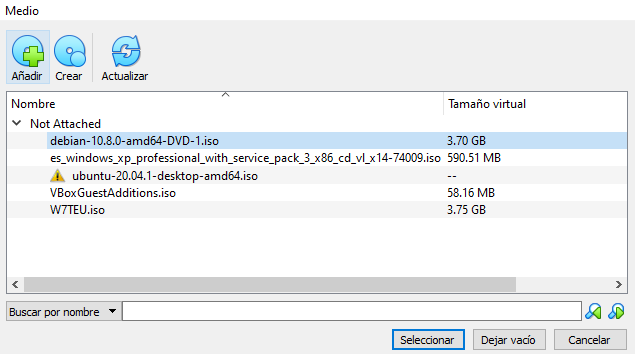 Medio
Añadir Crear Actualizar
Nombre Tamaño virtual
Not Attached
debian-10.8.0-amd64-DVD-1.iso 3.70 GB
es_windows_xp_professional_with_service_pack_3_x86_cd_vl_x14-74009.iso 590.51 MB
ubuntu-20.04.1-desktop-amd64.iso --
VBoxGuestAdditions.iso 58.16 MB
W7TEU.iso 3.75 GB
Buscar por nombre
Seleccionar Dejar vacío Cancelar